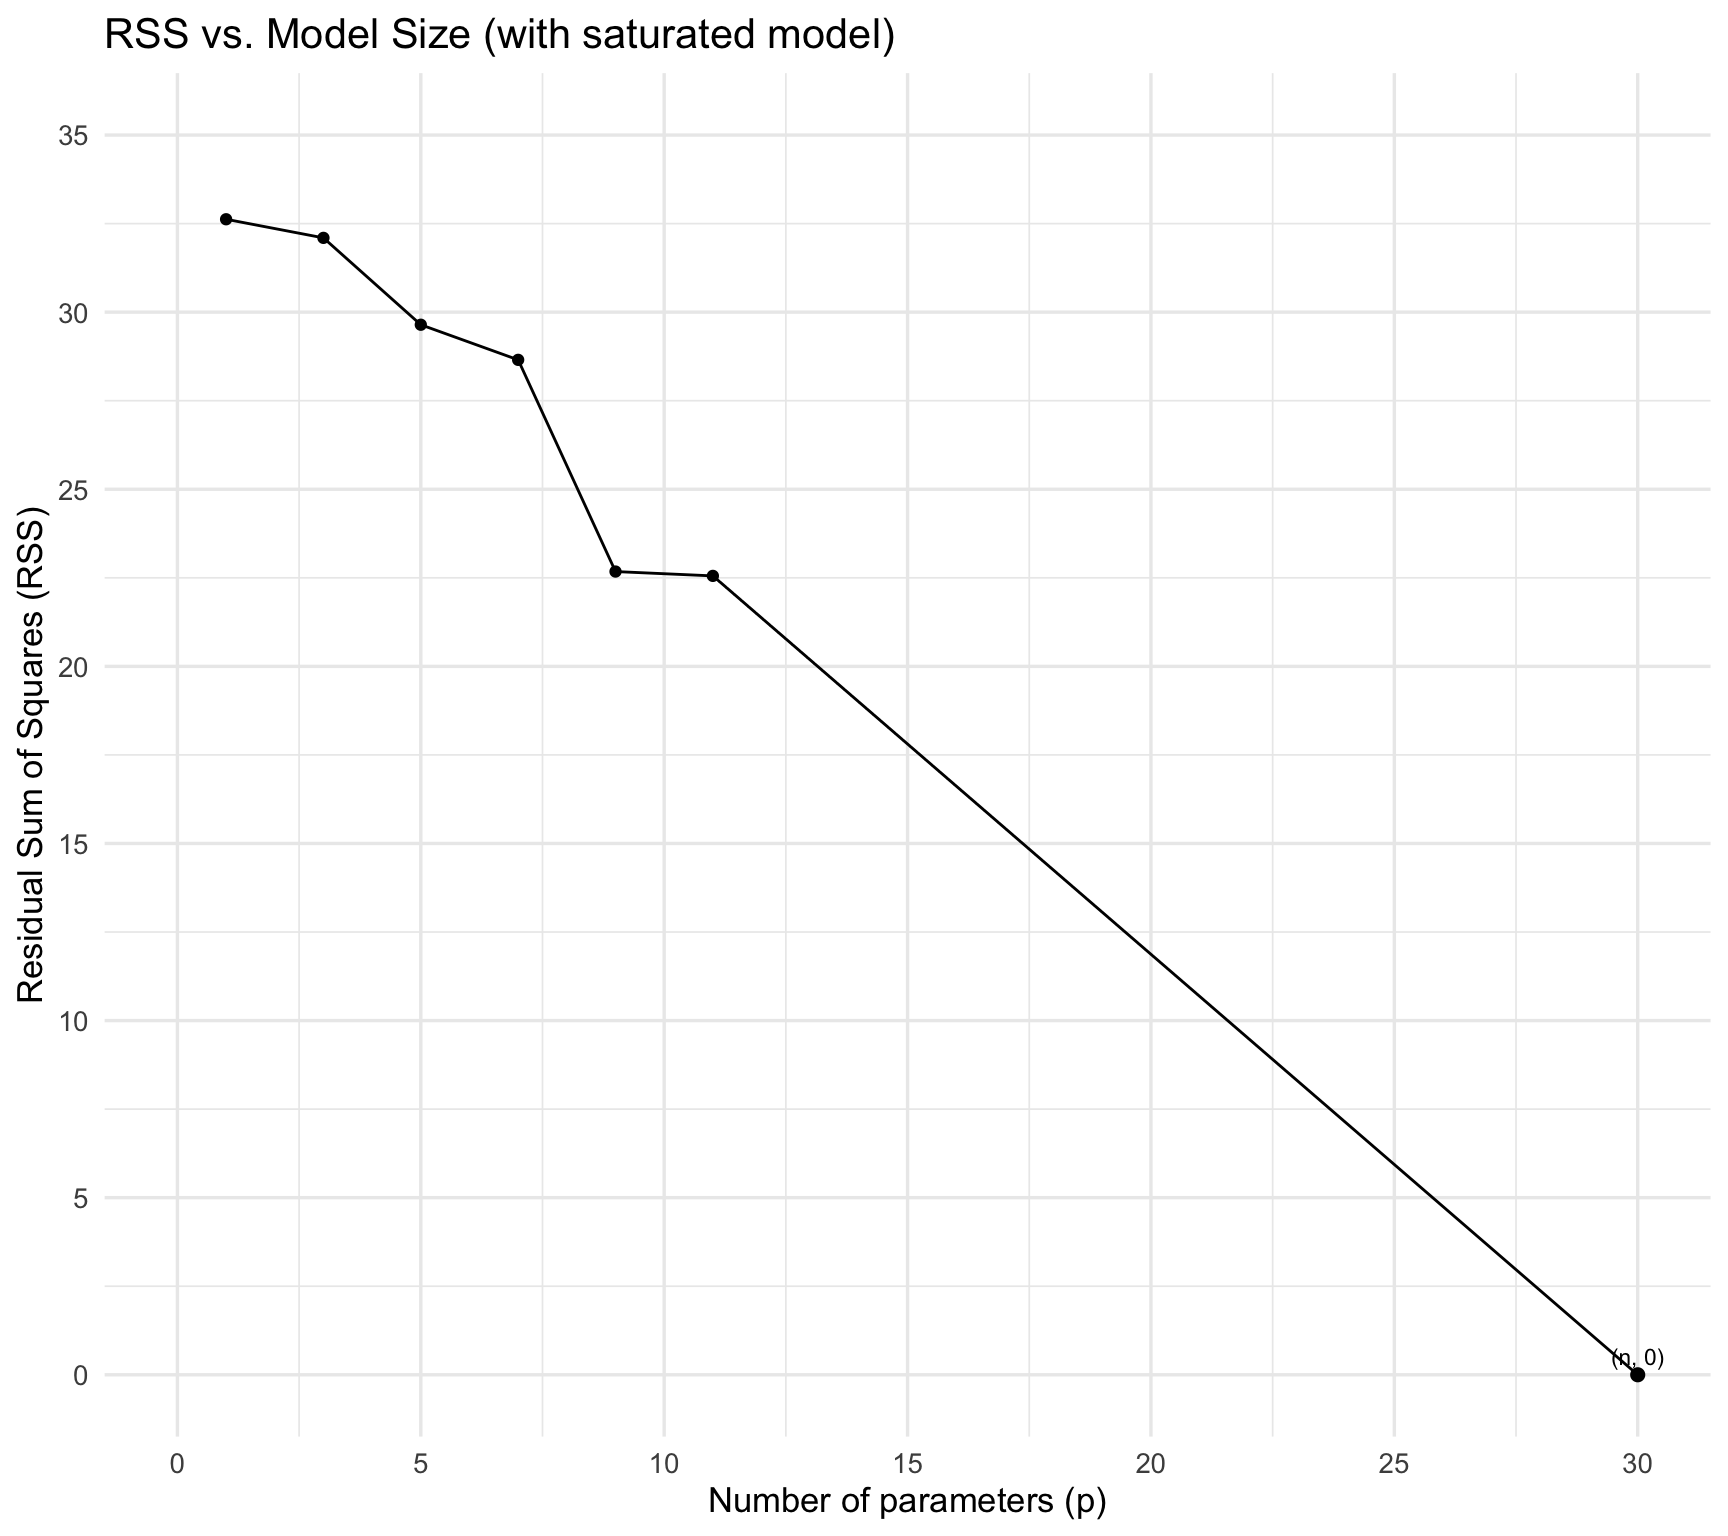 RSS vs. Model Size (with saturated model)
Residual Sum of Squares (RSS)
35
30
25
20
15
10
5
0
(n, 0)
0 5 10 15 20 25 30
Number of parameters (p)